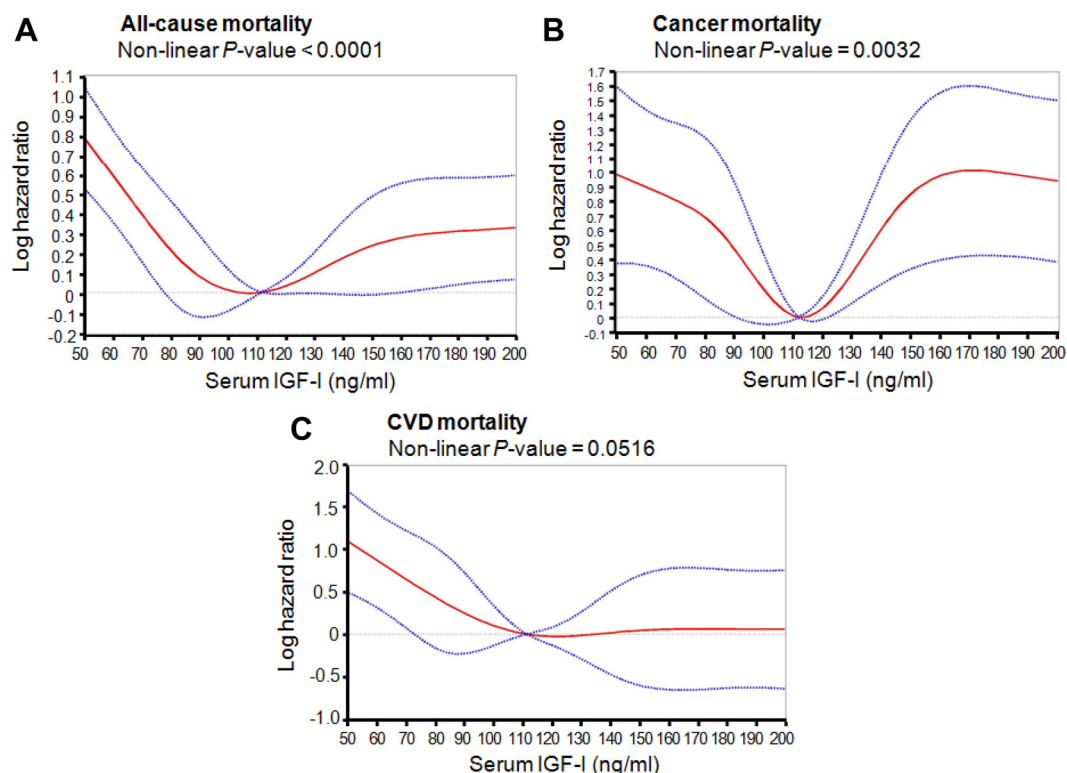 A
All-cause mortality
Non-linear P-value < 0.0001
Log hazard ratio
1.1
1.0
0.9
0.8
0.7
0.6
0.5
0.4
0.3
0.2
0.1
0
-0.1
-0.2
50 60 70 80 90 100 110 120 130 140 150 160 170 180 190 200
Serum IGF-I (ng/ml)
B
Cancer mortality
Non-linear P-value = 0.0032
Log hazard ratio
1.7
1.6
1.5
1.4
1.3
1.2
1.1
1.0
0.9
0.8
0.7
0.6
0.5
0.4
0.3
0.2
0.1
0
-0.1
50 60 70 80 90 100 110 120 130 140 150 160 170 180 190 200
Serum IGF-I (ng/ml)
C
CVD mortality
Non-linear P-value = 0.0516
Log hazard ratio
2.0
1.5
1.0
0.5
0
-0.5
-1.0
50 60 70 80 90 100 110 120 130 140 150 160 170 180 190 200
Serum IGF-I (ng/ml)